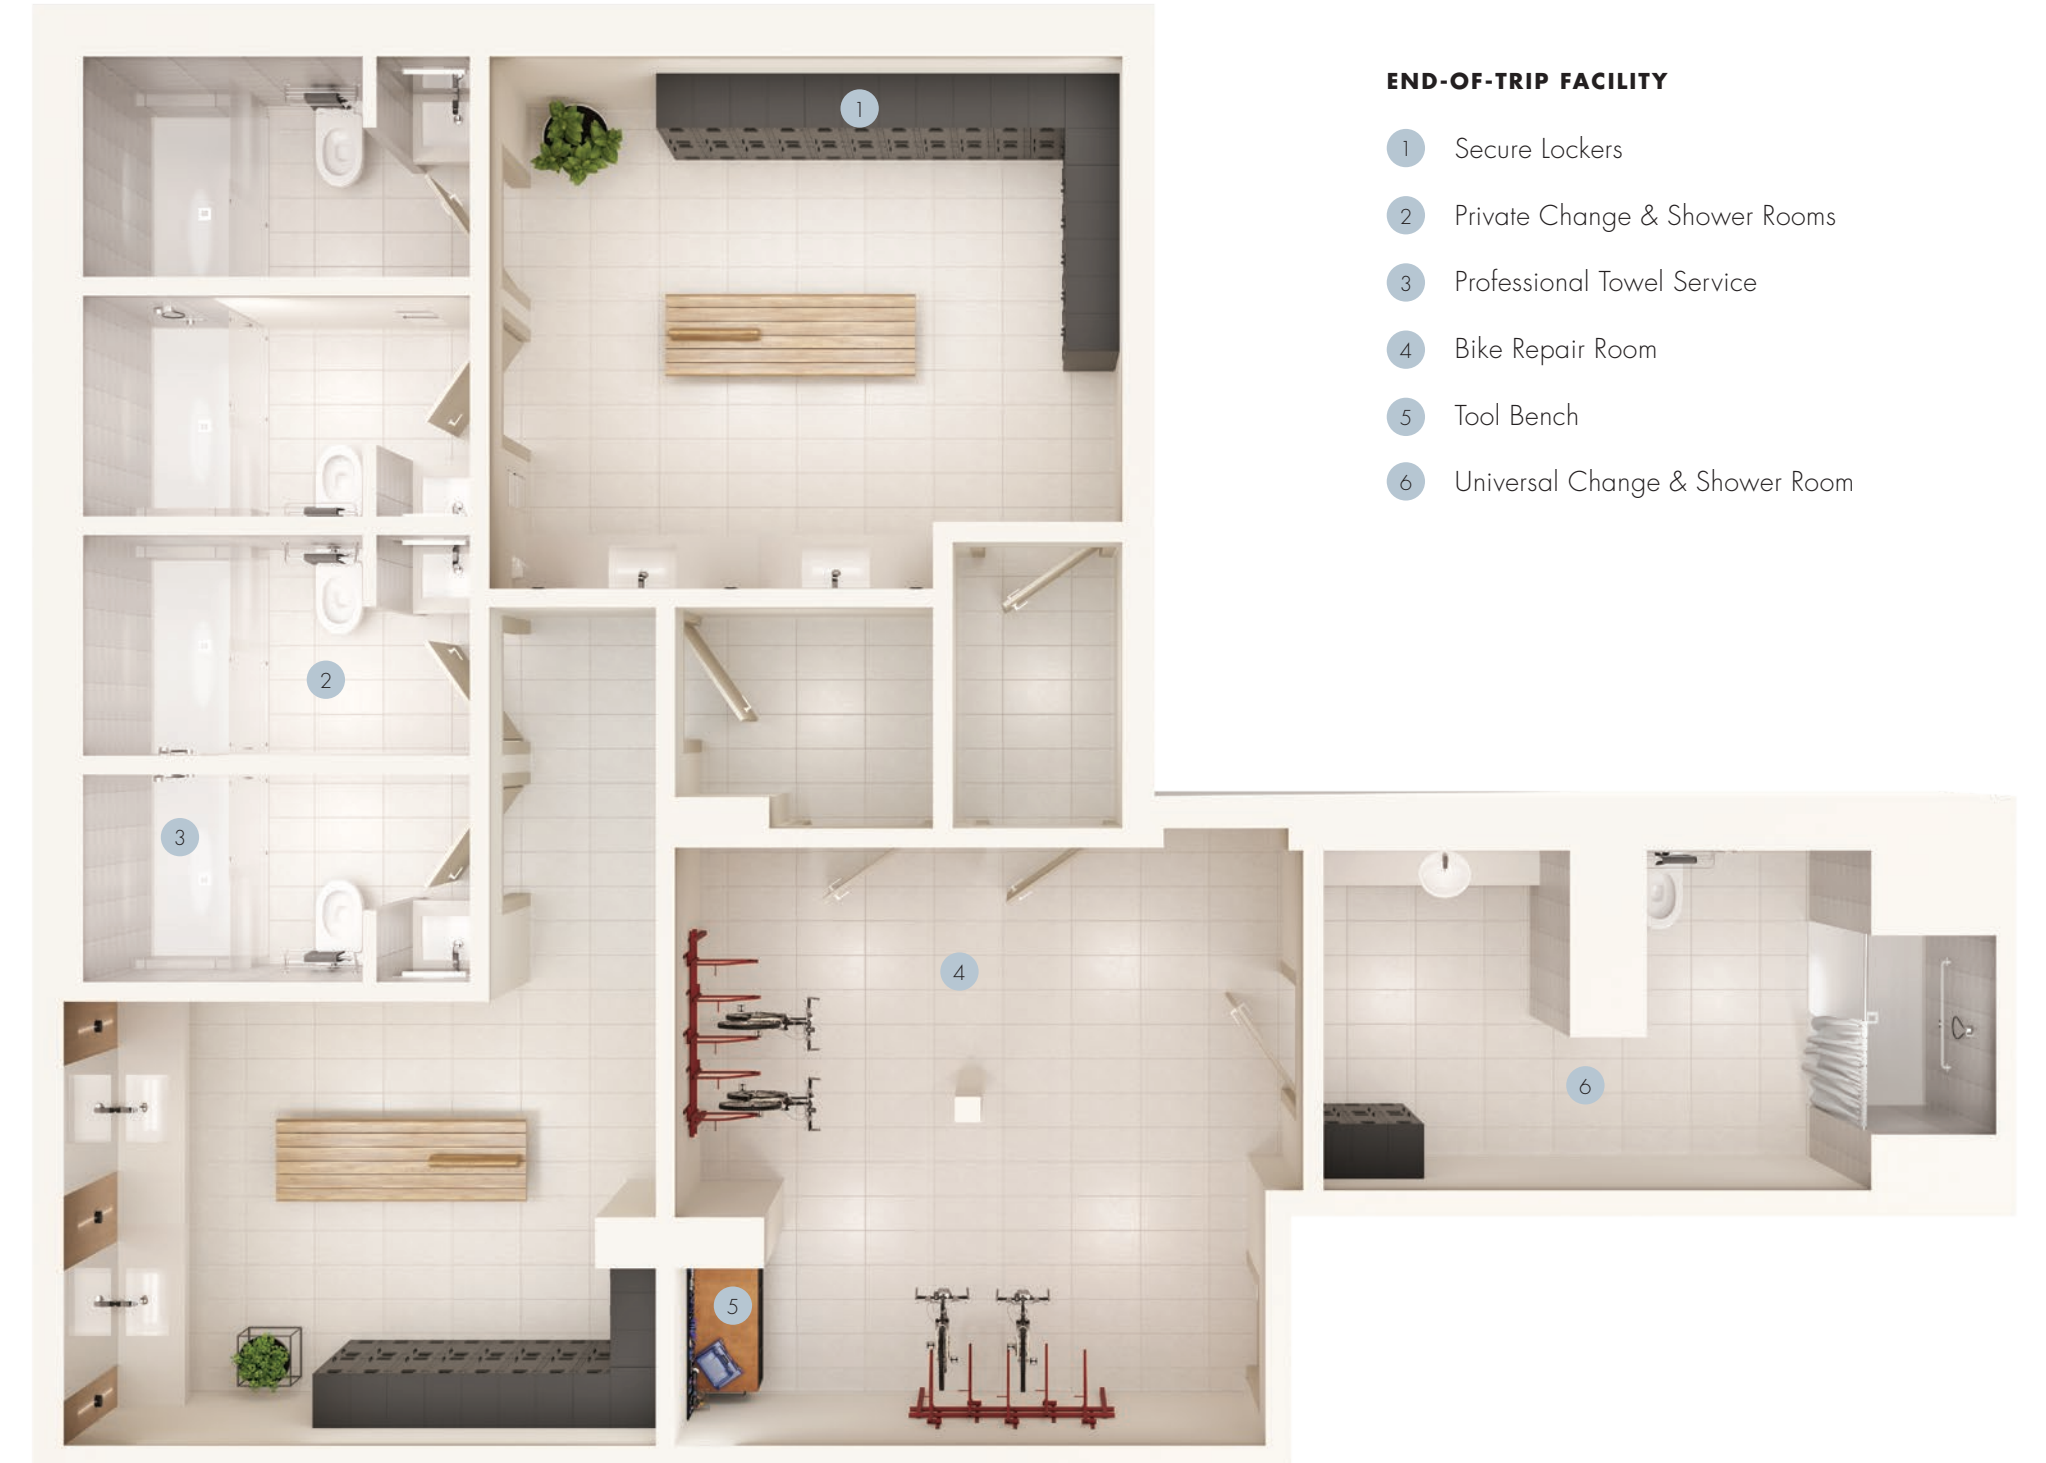 END-OF-TRIP FACILITY
1 Secure Lockers
2 Private Change & Shower Rooms
3 Professional Towel Service
4 Bike Repair Room
5 Tool Bench
6 Universal Change & Shower Room
1
2
3
4
5
6